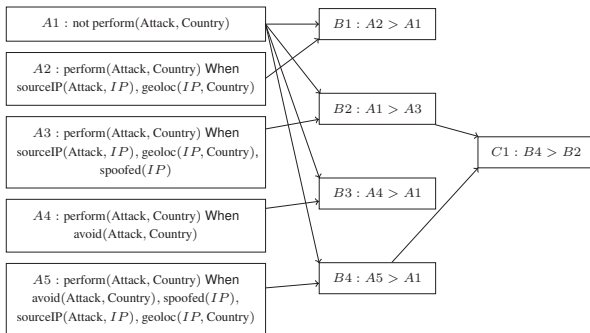 A1 : not perform(Attack, Country)
A2 : perform(Attack, Country) When
sourceIP(Attack, IP), geoloc(IP, Country)
A3 : perform(Attack, Country) When
sourceIP(Attack, IP), geoloc(IP, Country),
spoofed(IP)
A4 : perform(Attack, Country) When
avoid(Attack, Country)
A5 : perform(Attack, Country) When
avoid(Attack, Country), spoofed(IP),
sourceIP(Attack, IP), geoloc(IP, Country)
B1 : A2 > A1
B2 : A1 > A3
B3 : A4 > A1
B4 : A5 > A1
C1 : B4 > B2